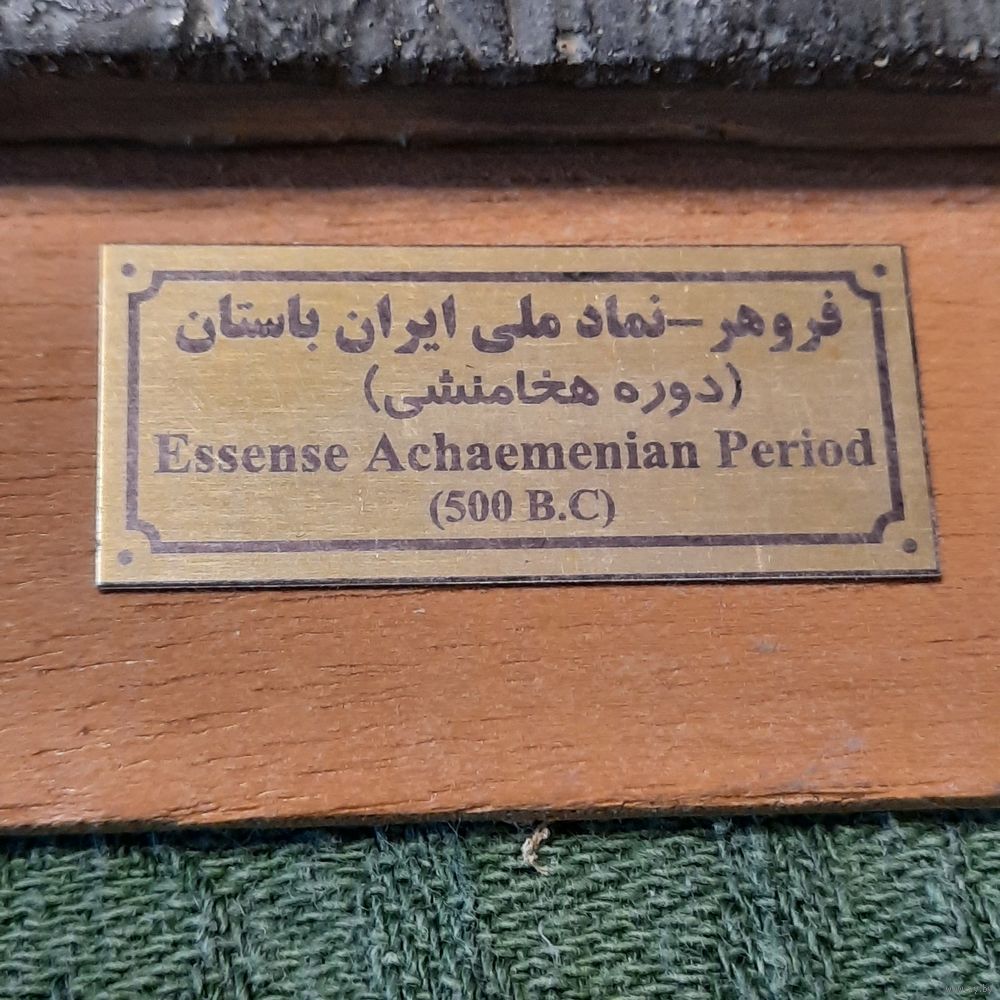 فروهر-نماد ملی ایران باستان
(دوره هخامنشی)
Essense Achaemenian Period
(500 B.C)